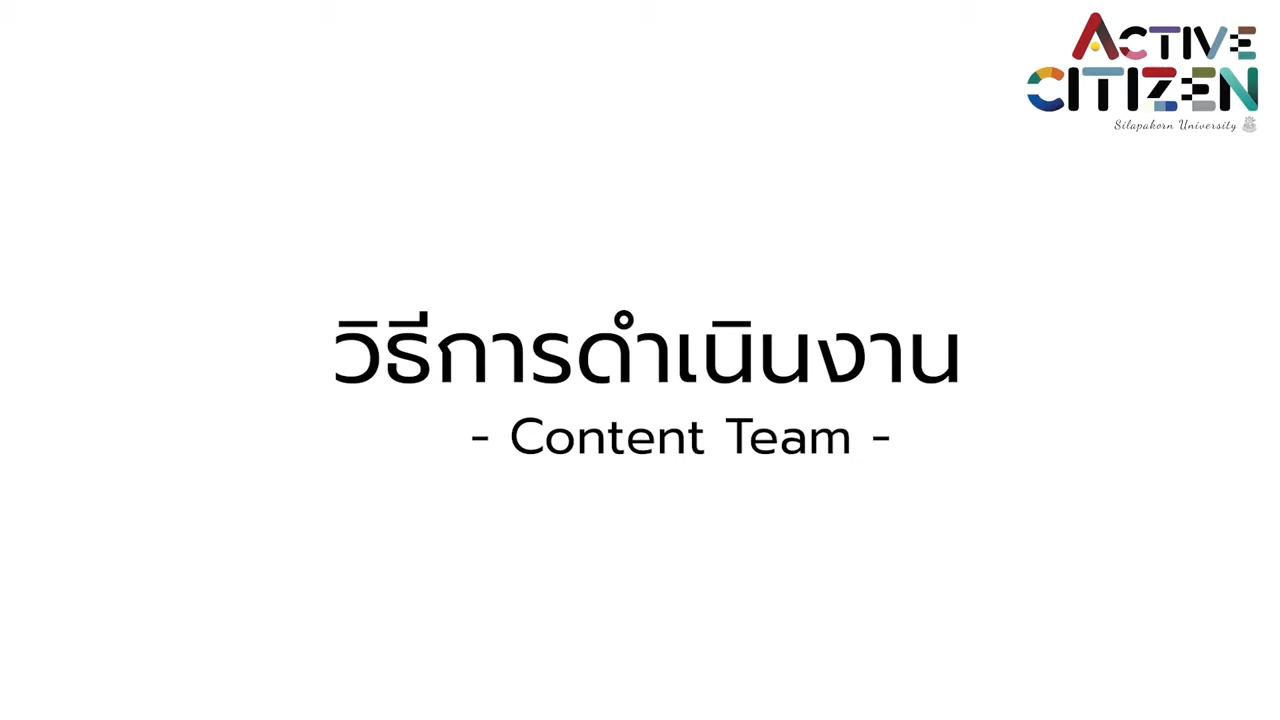 ACTIVE
CITIZEN
Silapakorn University
วิธีการดำเนินงาน
- Content Team -